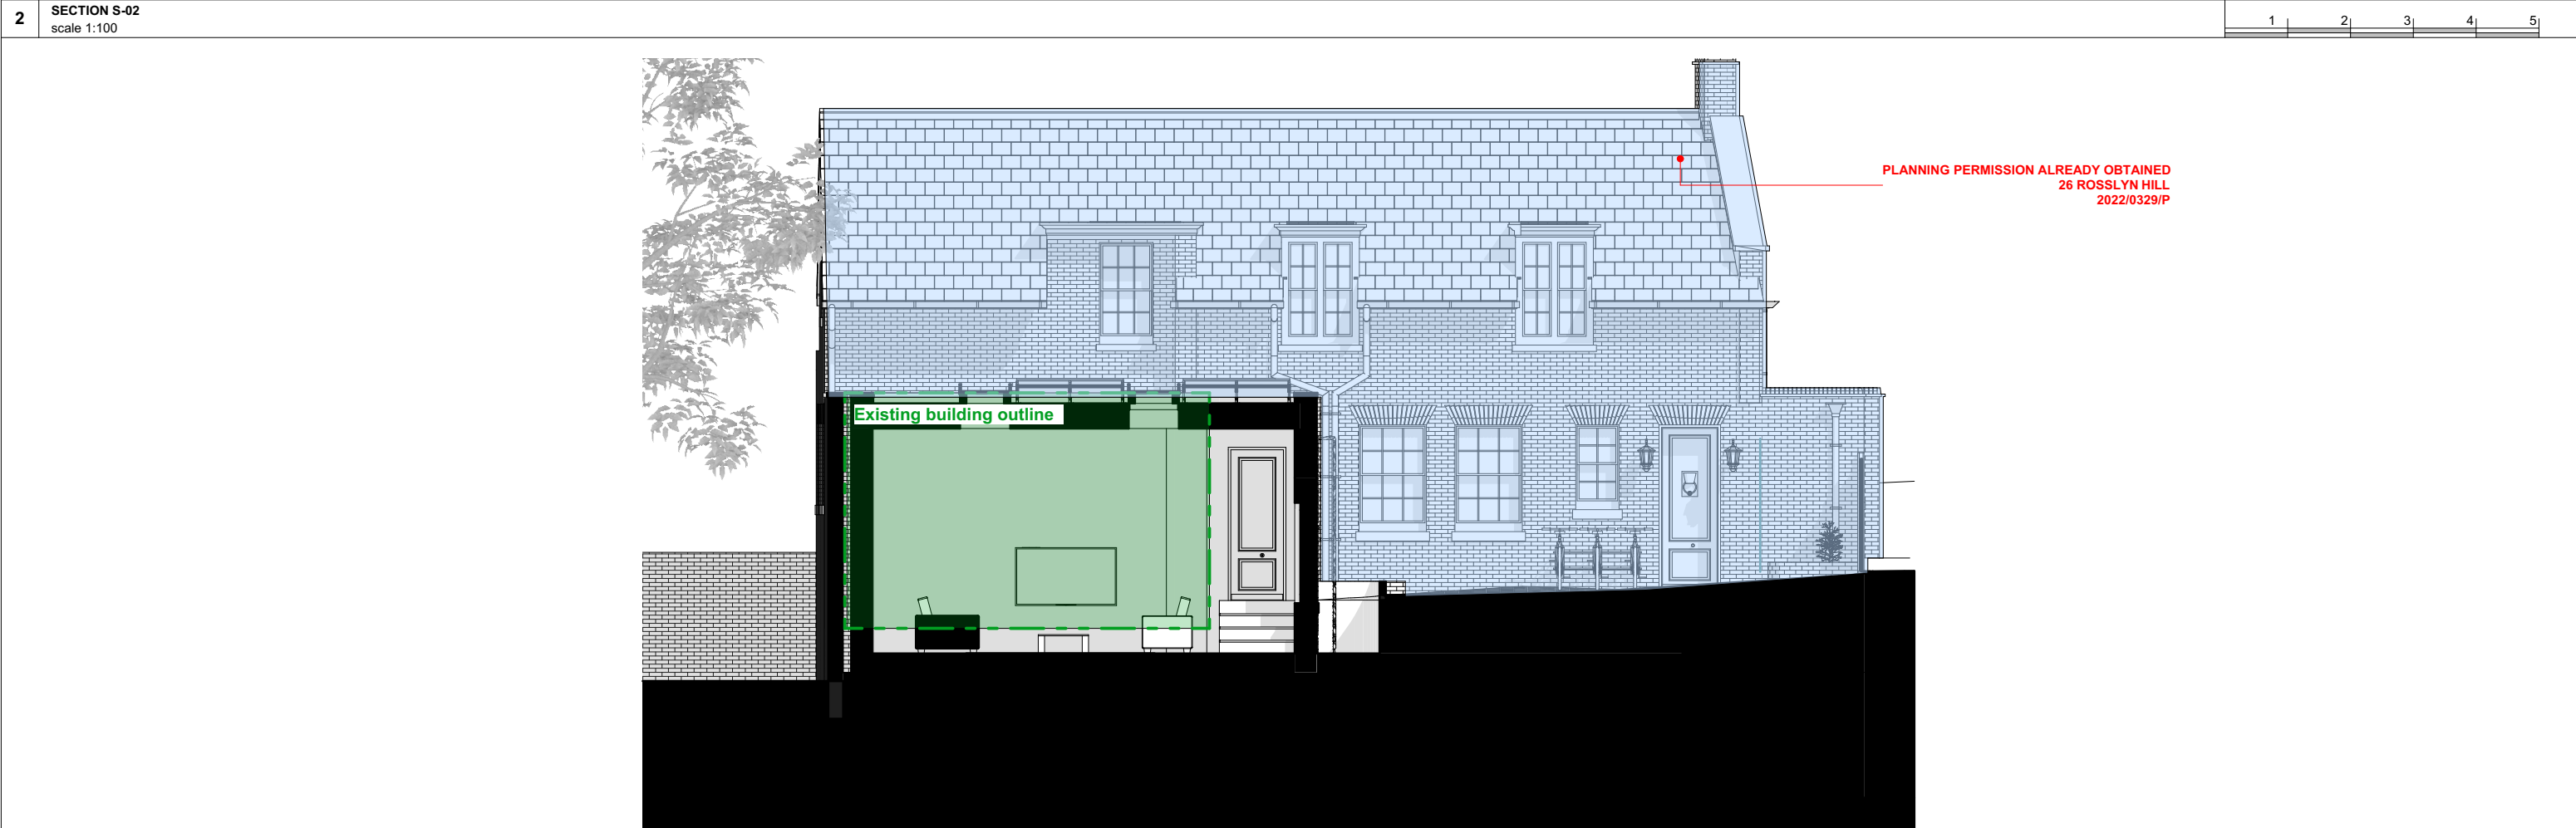 2
SECTION S-02
scale 1:100
1 2 3 4 5
PLANNING PERMISSION ALREADY OBTAINED
26 ROSSLYN HILL
2022/0329/P
Existing building outline